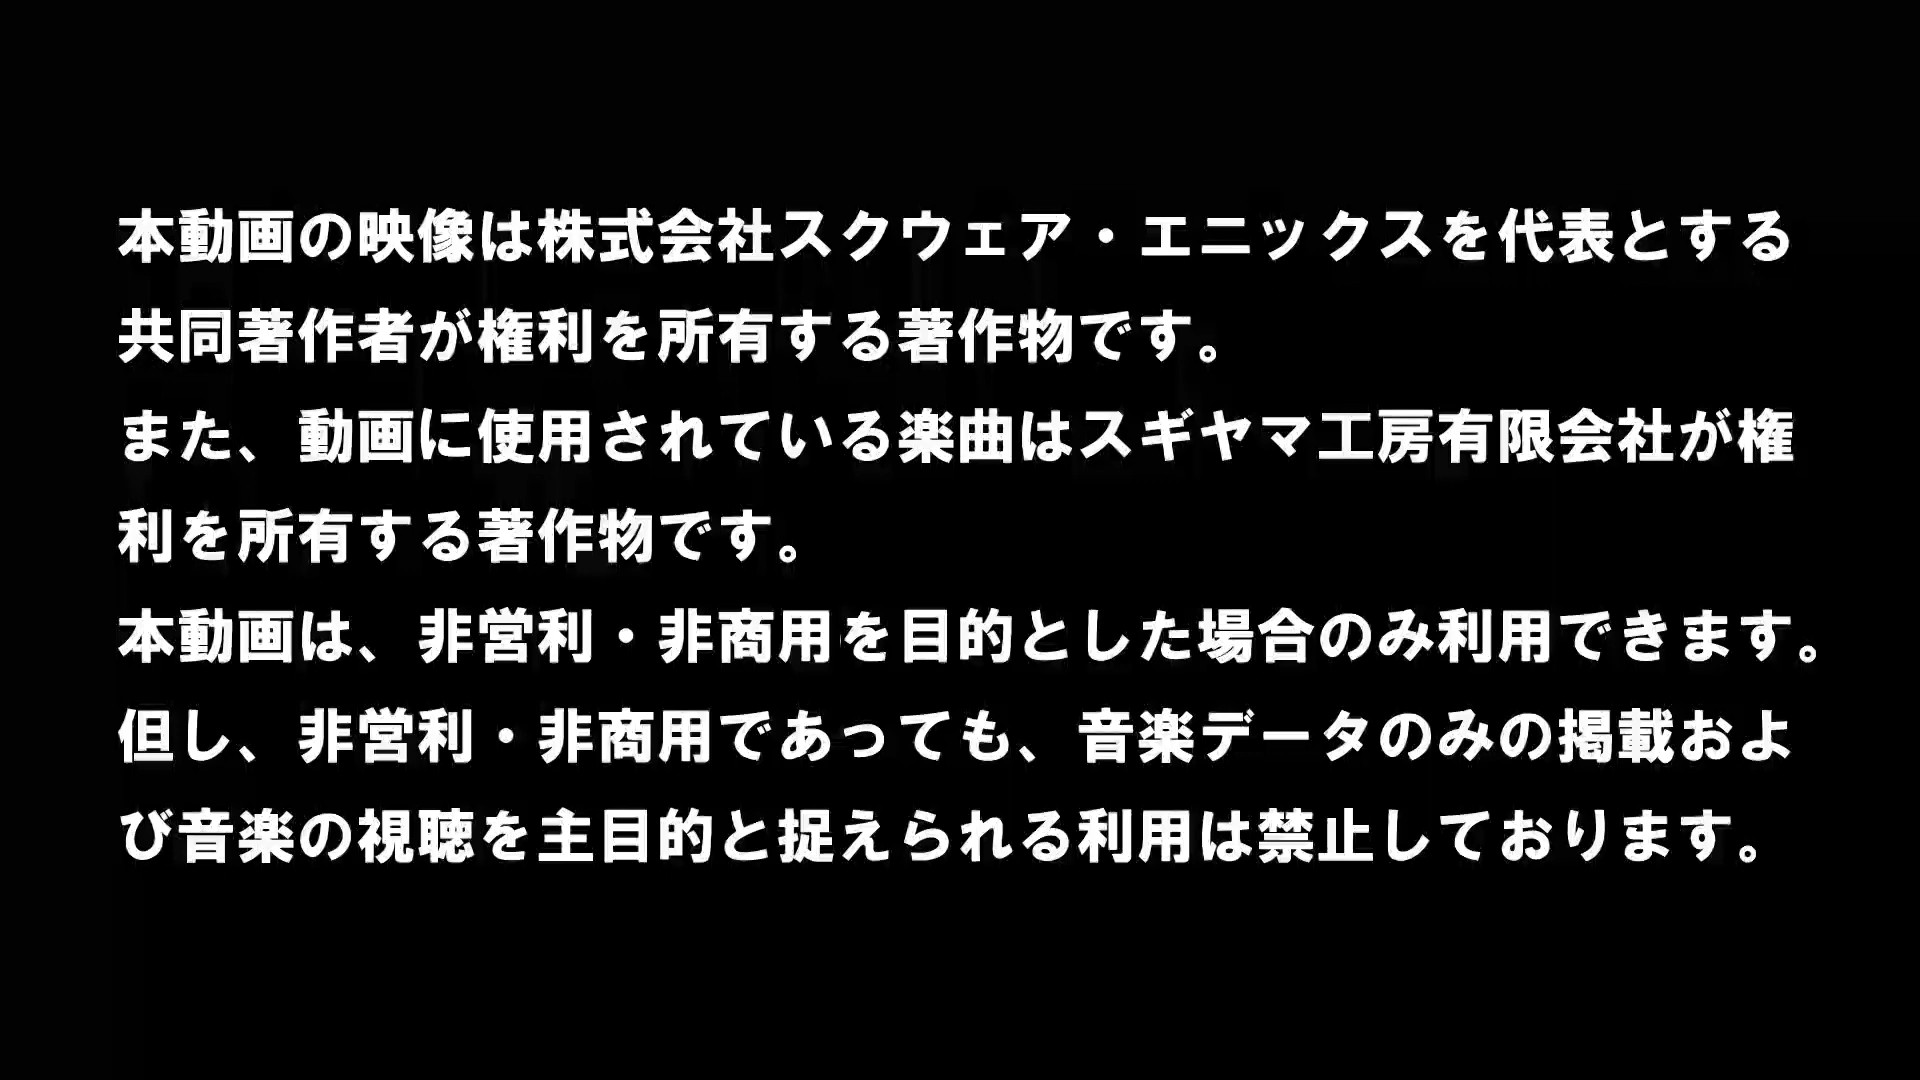 本動画の映像は株式会社スクウェア・エニックスを代表とする
共同著作者が権利を所有する著作物です。
また、動画に使用されている楽曲はスギヤマ工房有限会社が権
利を所有する著作物です。
本動画は、非営利・非商用を目的とした場合のみ利用できます。
但し、非営利・非商用であっても、音楽データのみの掲載およ
び音楽の視聴を主目的と捉えられる利用は禁止しております。